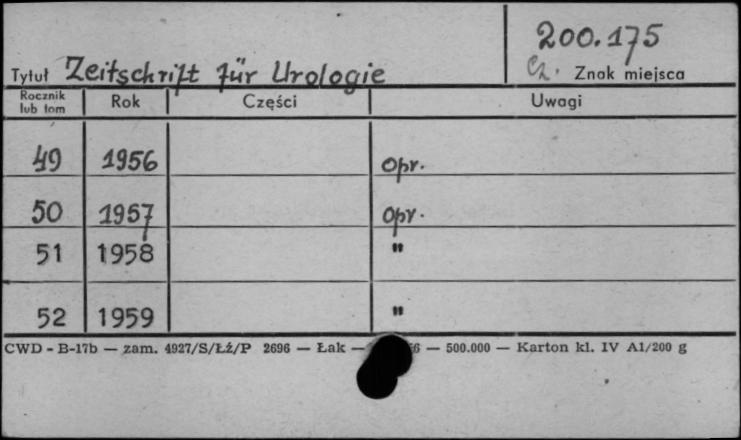 200.175
Tytuł Zeitschrift für Urologie Cz. Znak miejsca
Rocznik lub tom Rok Części Uwagi
49 1956 opr.
50 1957 opr.
51 1958 "
52 1959 "
CWD - B-17b — zam. 4927/S/Łź/P 2696 — Łak — 6 — 500.000 — Karton kl. IV A1/200 g